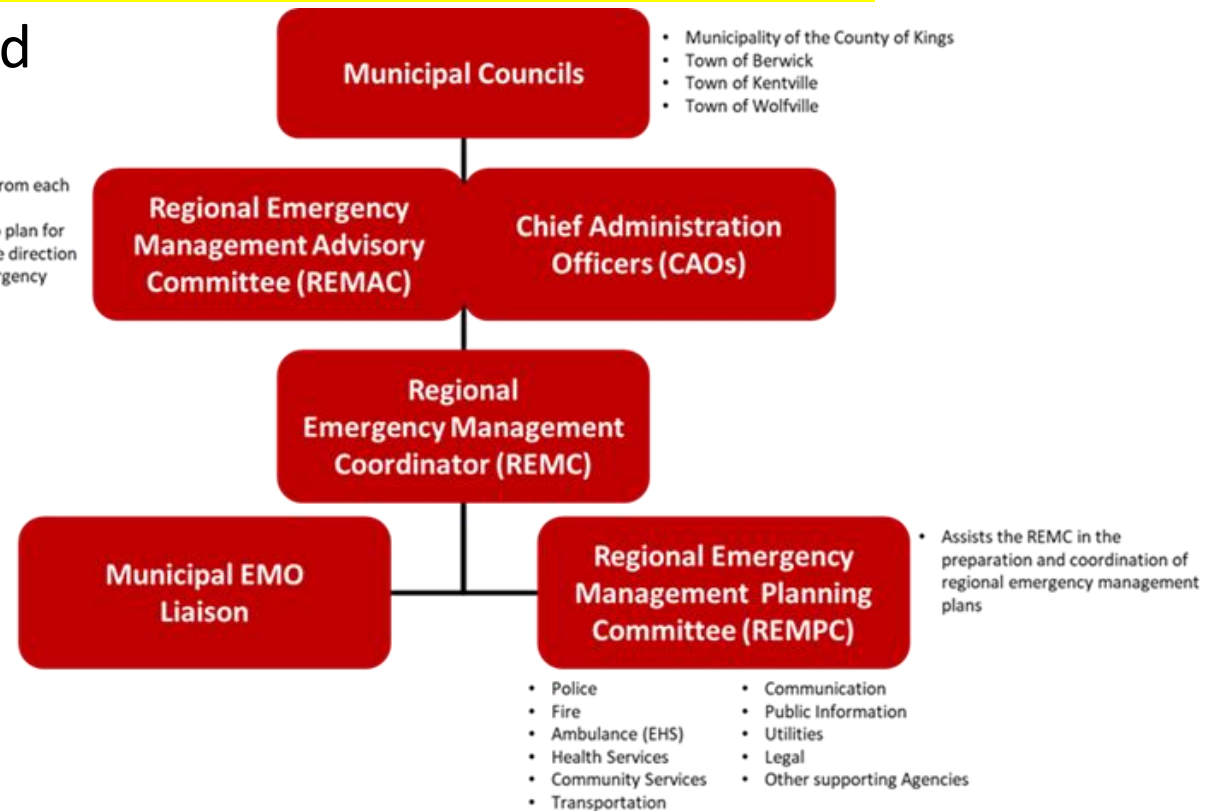 d
Municipal Councils
• Municipality of the County of Kings
• Town of Berwick
• Town of Kentville
• Town of Wolfville
rom each
plan for
e direction
rgency
Regional Emergency
Management Advisory
Committee (REMAC)
Chief Administration
Officers (CAOs)
Regional
Emergency Management
Coordinator (REMC)
Municipal EMO
Liaison
Regional Emergency
Management Planning
Committee (REMPC)
• Assists the REMC in the
preparation and coordination of
regional emergency management
plans
• Police
• Fire
• Ambulance (EHS)
• Health Services
• Community Services
• Transportation
• Communication
• Public Information
• Utilities
• Legal
• Other supporting Agencies